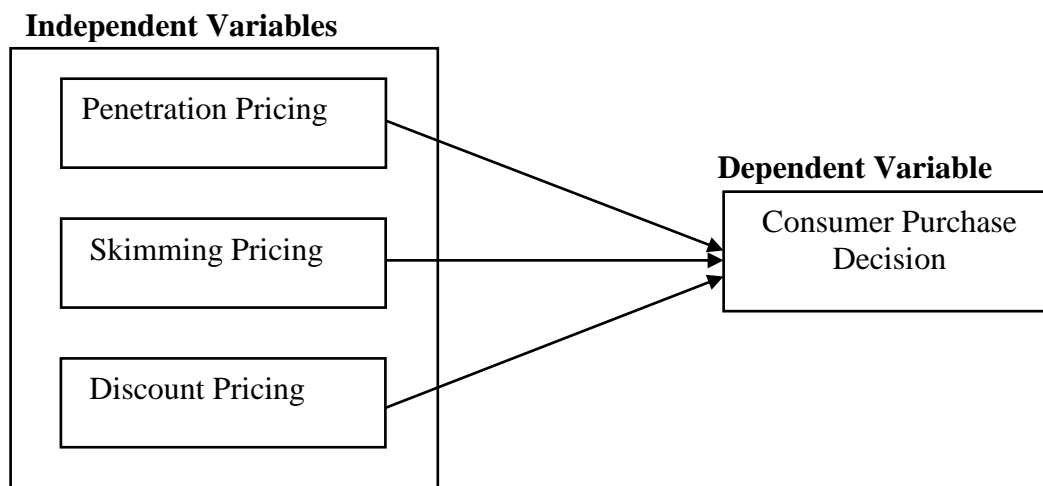 Independent Variables
Penetration Pricing
Skimming Pricing
Discount Pricing
Dependent Variable
Consumer Purchase
Decision